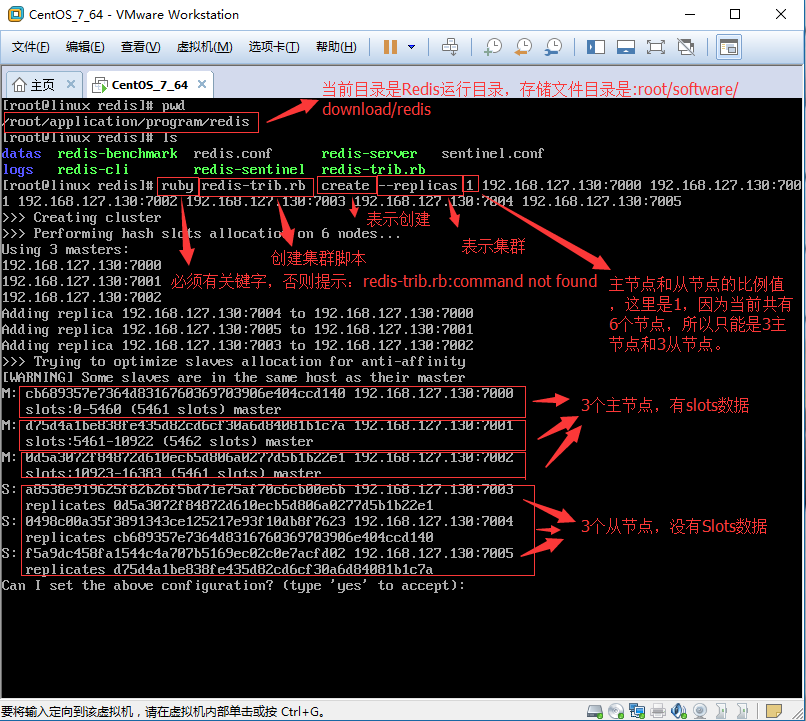 CentOS_7_64 - VMware Workstation
文件(F) 编辑(E) 查看(V) 虚拟机(M) 选项卡(T) 帮助(H)
主页 CentOS_7_64
当前目录是Redis运行目录，存储文件目录是:root/software/
download/redis
[root@linux redis]# pwd
/root/application/program/redis
[root@linux redis]# ls
datas redis-benchmark redis.conf redis-server sentinel.conf
logs redis-cli redis-sentinel redis-trib.rb
[root@linux redis]# ruby redis-trib.rb create --replicas 1 192.168.127.130:7000 192.168.127.130:700
1 192.168.127.130:7002 192.168.127.130:7003 192.168.127.130:7004 192.168.127.130:7005
>>> Creating cluster
表示创建
>>> Performing hash slots allocation on 6 nodes...
表示集群
Using 3 masters:
创建集群脚本
192.168.127.130:7000
192.168.127.130:7001
必须有关键字，否则提示：redis-trib.rb:command not found
192.168.127.130:7002
主节点和从节点的比例值
，这里是1，因为当前共有
6个节点，所以只能是3主
节点和3从节点。
Adding replica 192.168.127.130:7004 to 192.168.127.130:7000
Adding replica 192.168.127.130:7005 to 192.168.127.130:7001
Adding replica 192.168.127.130:7003 to 192.168.127.130:7002
>>> Trying to optimize slaves allocation for anti-affinity
[WARNING] Some slaves are in the same host as their master
M: cb689357e7364d8316760369703906e404ccd140 192.168.127.130:7000
slots:0-5460 (5461 slots) master
3个主节点，有slots数据
M: d75d4a1be838fe435d82cd6cf30a6d84081b1c7a 192.168.127.130:7001
slots:5461-10922 (5462 slots) master
M: 0d5a3072f84872d610ecb5d806a0277d5b1b22e1 192.168.127.130:7002
slots:10923-16383 (5461 slots) master
S: a8538e919625f82b26f5bd71e75af70c6cb00e6b 192.168.127.130:7003
replicates 0d5a3072f84872d610ecb5d806a0277d5b1b22e1
S: 0498c00a35f3891343ce125217e93f10db8f7623 192.168.127.130:7004
3个从节点，没有Slots数据
replicates cb689357e7364d8316760369703906e404ccd140
S: f5a9dc458fa1544c4a707b5169ec02c0e7acfd02 192.168.127.130:7005
replicates d75d4a1be838fe435d82cd6cf30a6d84081b1c7a
Can I set the above configuration? (type 'yes' to accept):
要将输入定向到该虚拟机，请在虚拟机内部单击或按 Ctrl+G。